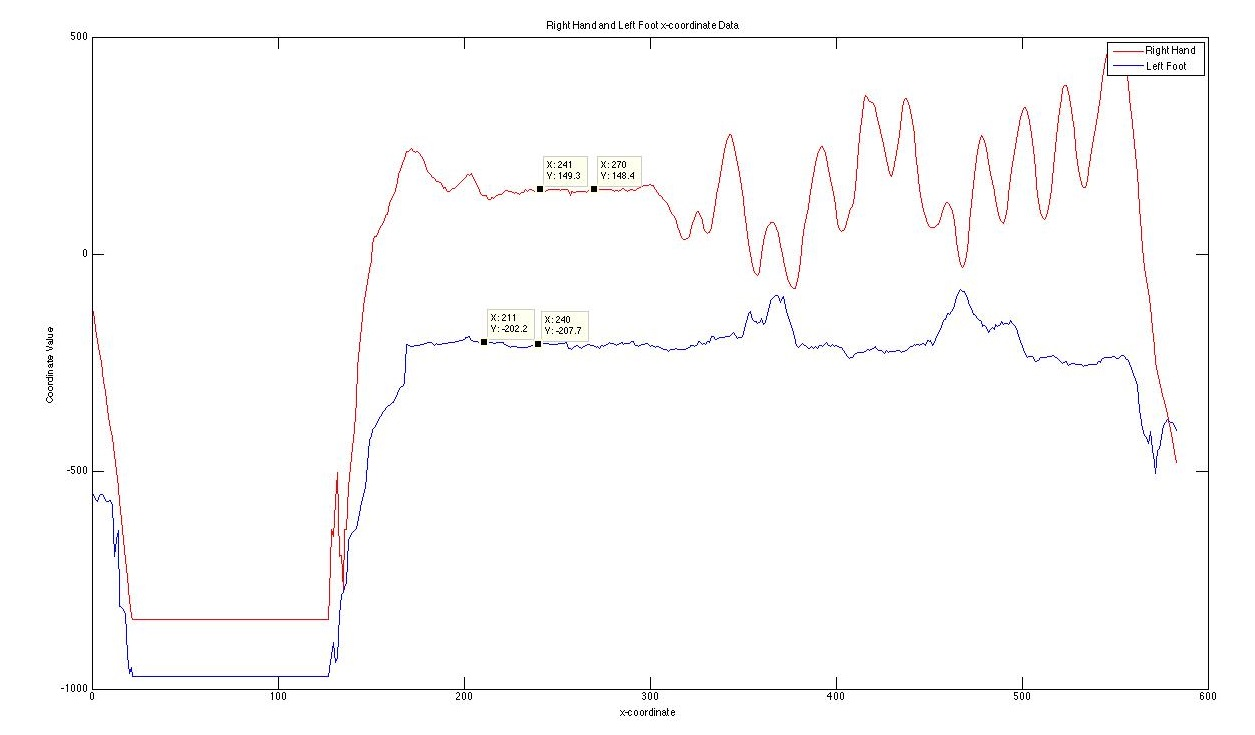 Right Hand and Left Foot x-coordinate Data
500
0
-500
-1000
0
100
200
300
400
500
600
Coordinate Value
x-coordinate
Right Hand
Left Foot
X: 241
Y: 149.3
X: 270
Y: 148.4
X: 211
Y: -202.2
X: 240
Y: -207.7